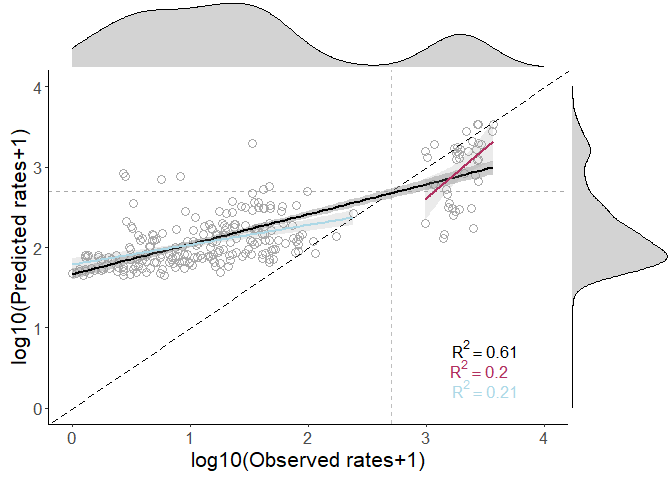 4
3
2
1
0
log10(Predicted rates+1)
R² = 0.61
R² = 0.2
R² = 0.21
0 1 2 3 4
log10(Observed rates+1)